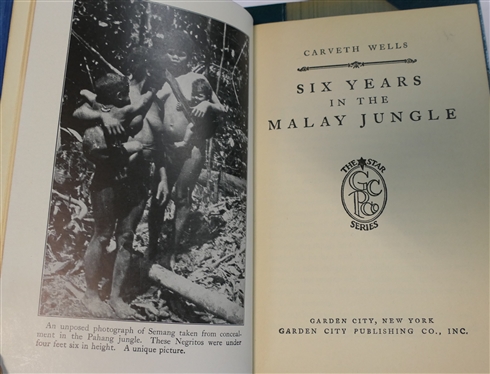 An unposed photograph of Semang taken from conceal-
ment in the Pahang jungle. These Negritos were under
four feet six in height. A unique picture.
CARVETH WELLS
SIX YEARS
IN THE
MALAY JUNGLE
THE STAR
SERIES
GARDEN CITY, NEW YORK
GARDEN CITY PUBLISHING CO., INC.